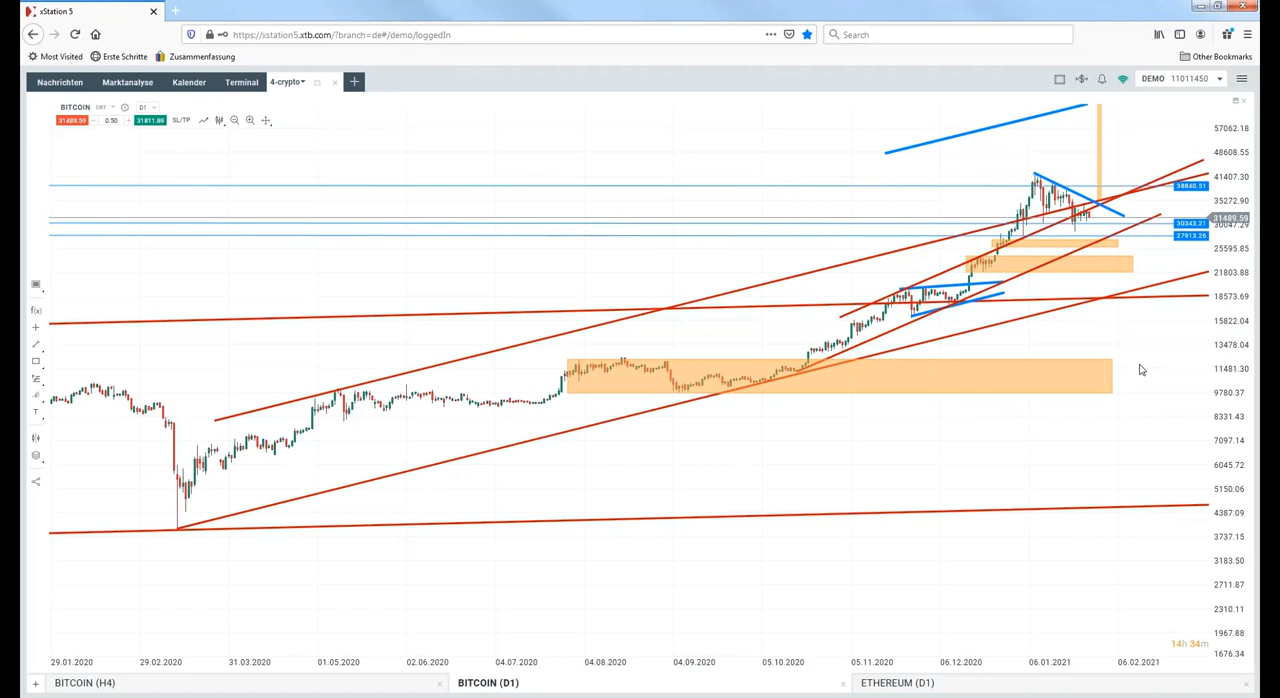 xStation 5
https://xstation5.xtb.com/?branch=de#/demo/loggedIn
Search
Most Visited
Erste Schritte
Zusammenfassung
Other Bookmarks
Nachrichten
Marktanalyse
Kalender
Terminal
4-crypto
DEMO 11011450
BITCOIN CRT D1
31489.59 0.50 31811.89 SL/TP
57062.18
48608.55
41407.30
38840.51
35272.90
31489.59
30343.21
30047.29
27913.26
25595.85
21803.88
18573.69
15822.04
13478.04
11481.30
9780.37
8331.43
7097.14
6045.72
5150.06
4387.09
3737.15
3183.50
2711.87
2310.11
1967.88
1676.34
f(x)
T
14h 34m
29.01.2020 29.02.2020 31.03.2020 01.05.2020 02.06.2020 04.07.2020 04.08.2020 04.09.2020 05.10.2020 05.11.2020 06.12.2020 06.01.2021 06.02.2021
BITCOIN (H4)
BITCOIN (D1)
ETHEREUM (D1)